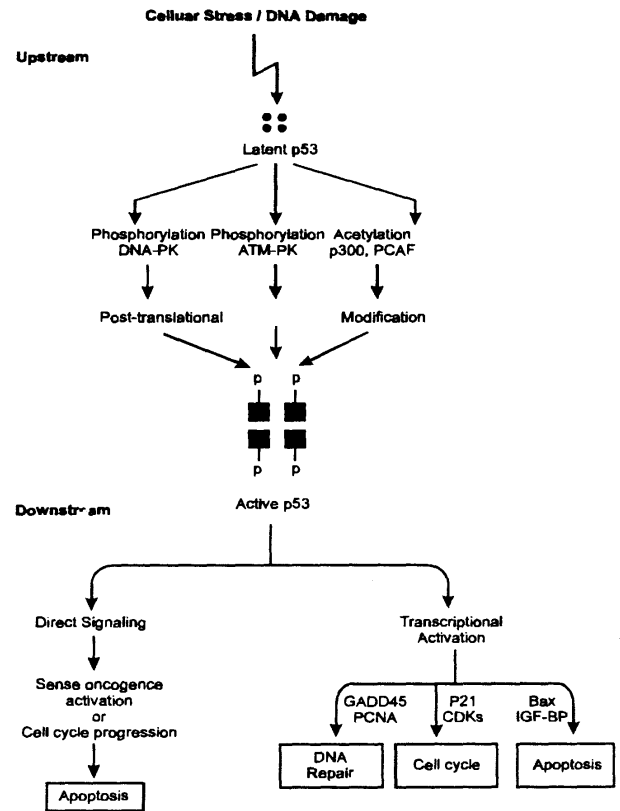 Celluar Stress / DNA Damage
Upstream
Latent p53
Phosphorylation Phosphorylation Acetylation
DNA-PK ATM-PK p300, PCAF
Post-translational Modification
p p
p p
Active p53
Downstream
Direct Signaling
Transcriptional
Activation
Sense oncogence
activation
or
Cell cycle progression
Apoptosis
GADD45 P21 Bax
PCNA CDKs IGF-BP
DNA
Repair
Cell cycle
Apoptosis